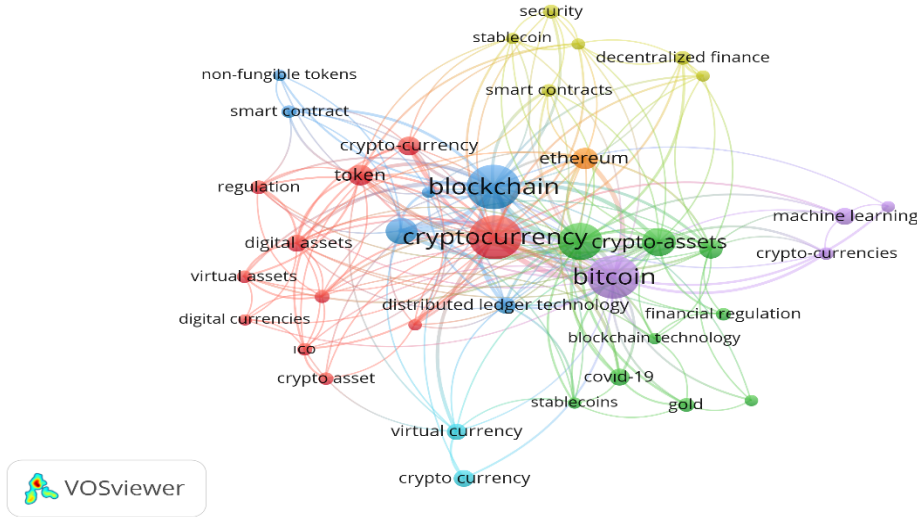 security
stablecoin
decentralized finance
non-fungible tokens
smart contracts
smart contract
crypto-currency
ethereum
token
regulation
blockchain
machine learning
cryptocurrency
crypto-assets
digital assets
crypto-currencies
virtual assets
bitcoin
distributed ledger technology
financial regulation
digital currencies
blockchain technology
ico
crypto asset
covid-19
stablecoins
gold
virtual currency
crypto currency
VOSviewer